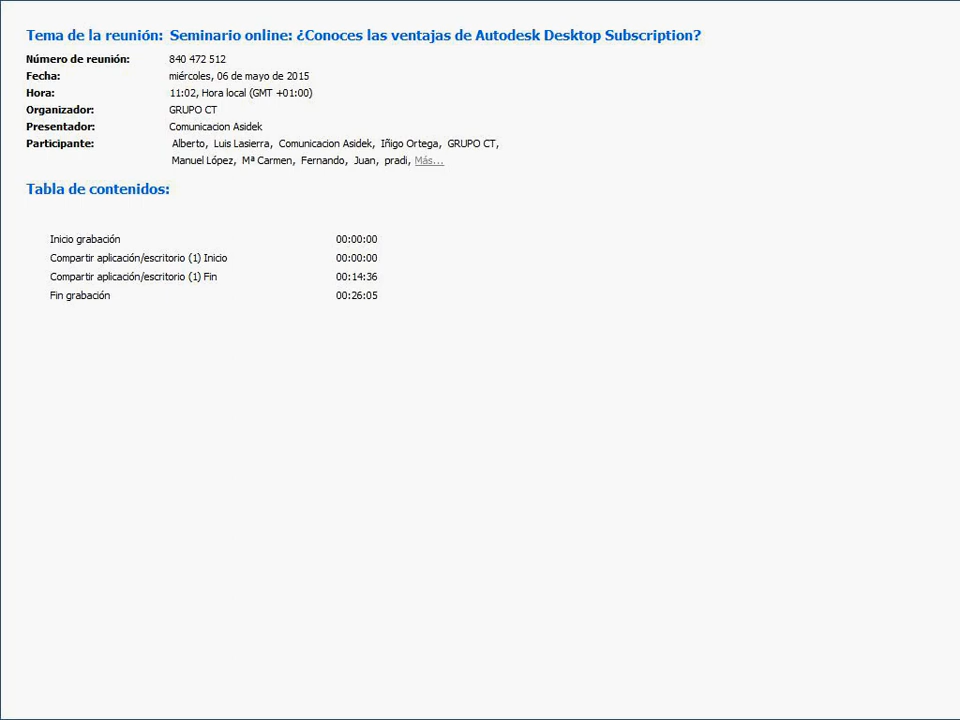 Tema de la reunión: Seminario online: ¿Conoces las ventajas de Autodesk Desktop Subscription?
Número de reunión: 840 472 512
Fecha: miércoles, 06 de mayo de 2015
Hora: 11:02, Hora local (GMT +01:00)
Organizador: GRUPO CT
Presentador: Comunicacion Asidek
Participante: Alberto, Luis Lasierra, Comunicacion Asidek, Iñigo Ortega, GRUPO CT,
Manuel López, Mª Carmen, Fernando, Juan, pradi, Más...
Tabla de contenidos:
Inicio grabación 00:00:00
Compartir aplicación/escritorio (1) Inicio 00:00:00
Compartir aplicación/escritorio (1) Fin 00:14:36
Fin grabación 00:26:05